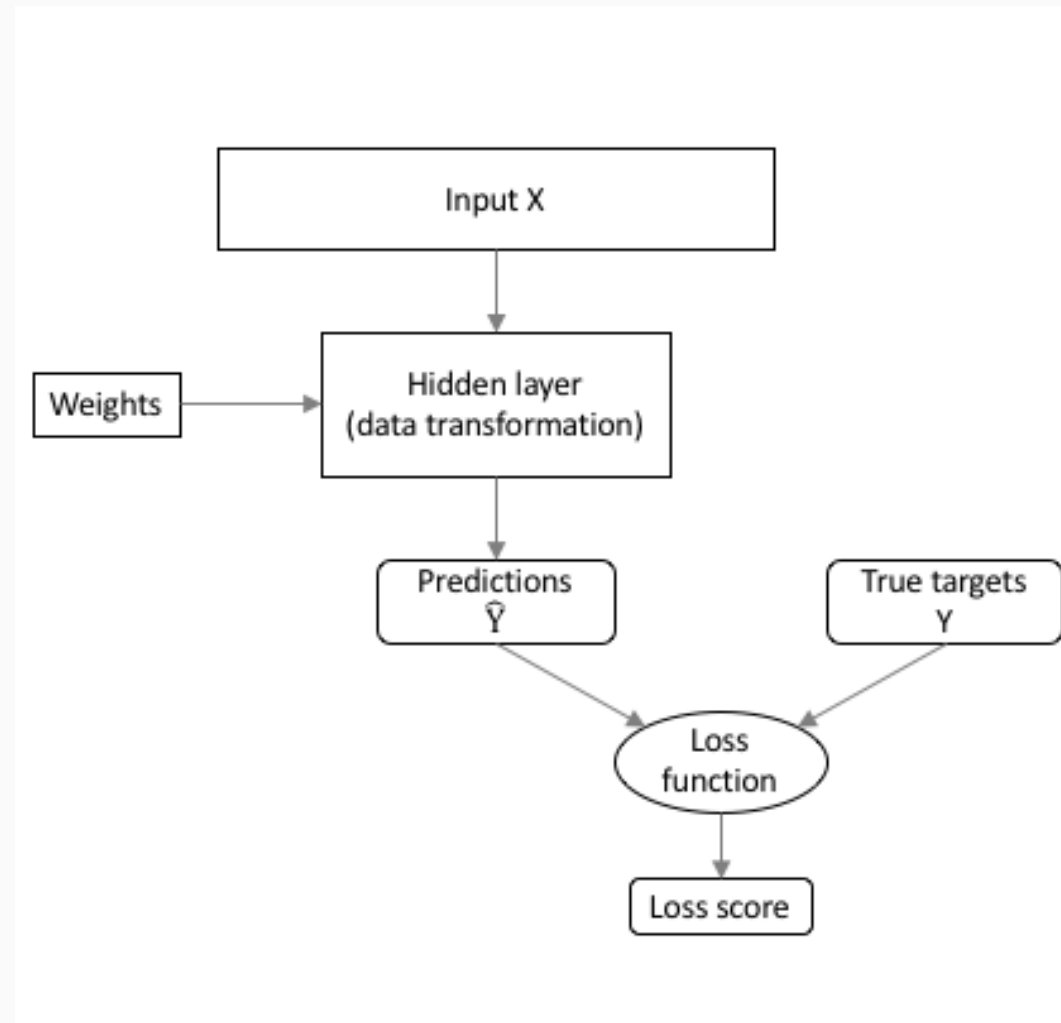 Input X
Weights
Hidden layer
(data transformation)
Predictions
Ŷ
True targets
Y
Loss
function
Loss score